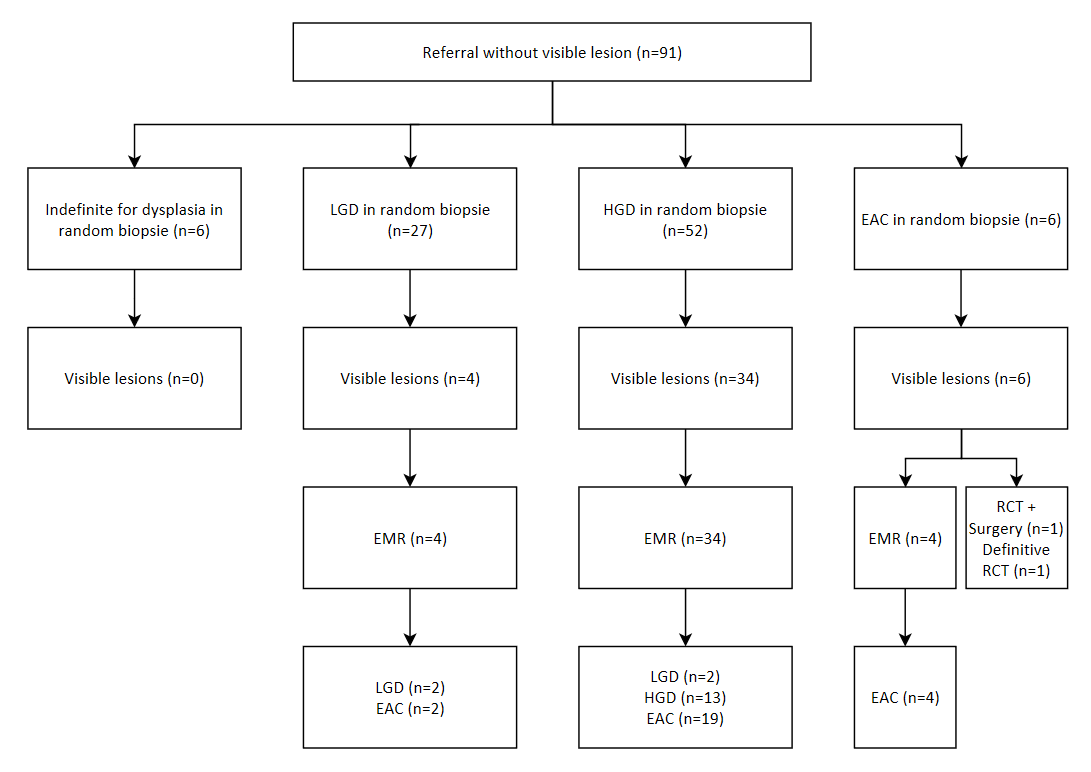 Referral without visible lesion (n=91)
Indefinite for dysplasia in
random biopsie (n=6)
LGD in random biopsie
(n=27)
HGD in random biopsie
(n=52)
EAC in random biopsie (n=6)
Visible lesions (n=0)
Visible lesions (n=4)
Visible lesions (n=34)
Visible lesions (n=6)
EMR (n=4)
EMR (n=34)
EMR (n=4)
RCT +
Surgery (n=1)
Definitive
RCT (n=1)
LGD (n=2)
EAC (n=2)
LGD (n=2)
HGD (n=13)
EAC (n=19)
EAC (n=4)